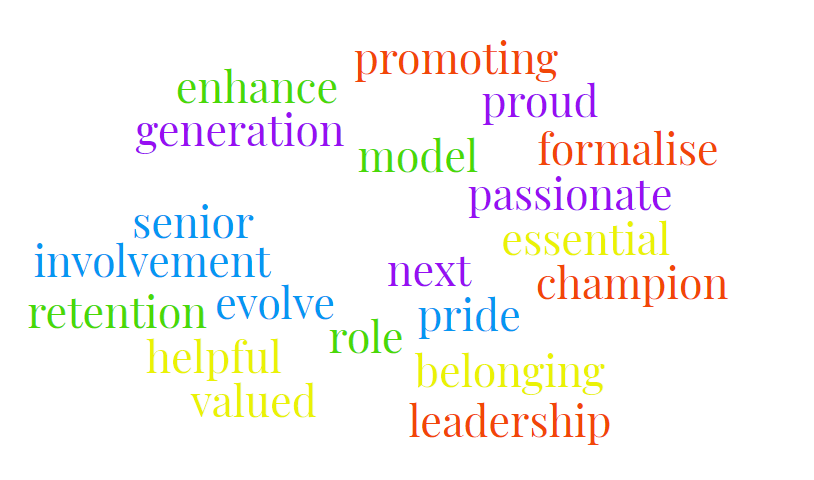 promoting
enhance
proud
generation
model
formalise
passionate
senior
essential
involvement
next
champion
retention
evolve
pride
role
helpful
belonging
valued
leadership